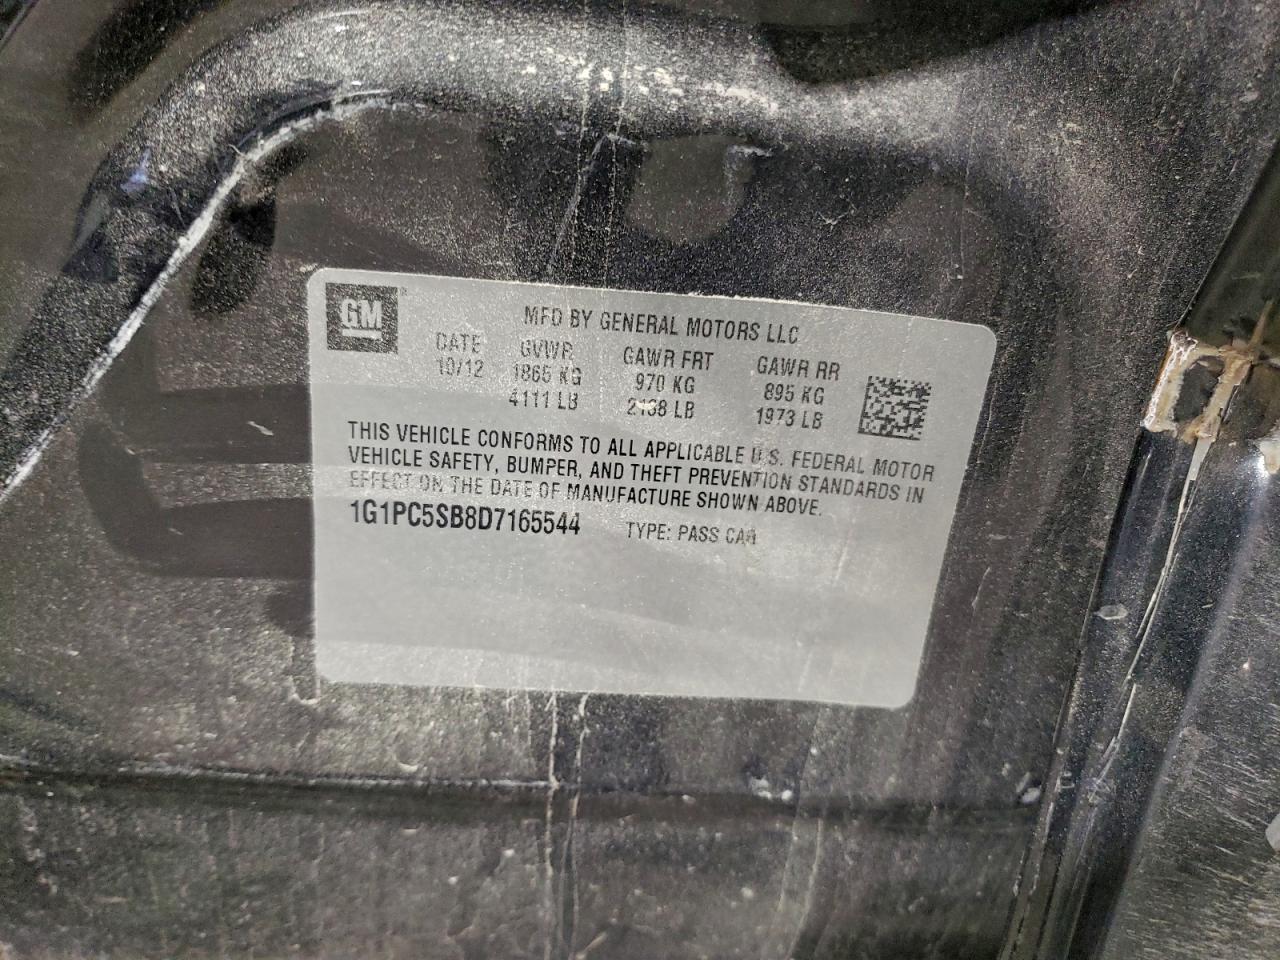 GM
MFD BY GENERAL MOTORS LLC
DATE GVWR GAWR FRT GAWR RR
10/12 1865 KG 970 KG 895 KG
4111 LB 2138 LB 1973 LB
THIS VEHICLE CONFORMS TO ALL APPLICABLE U.S. FEDERAL MOTOR
VEHICLE SAFETY, BUMPER, AND THEFT PREVENTION STANDARDS IN
EFFECT ON THE DATE OF MANUFACTURE SHOWN ABOVE.
1G1PC5SB8D7165544 TYPE: PASS CAR